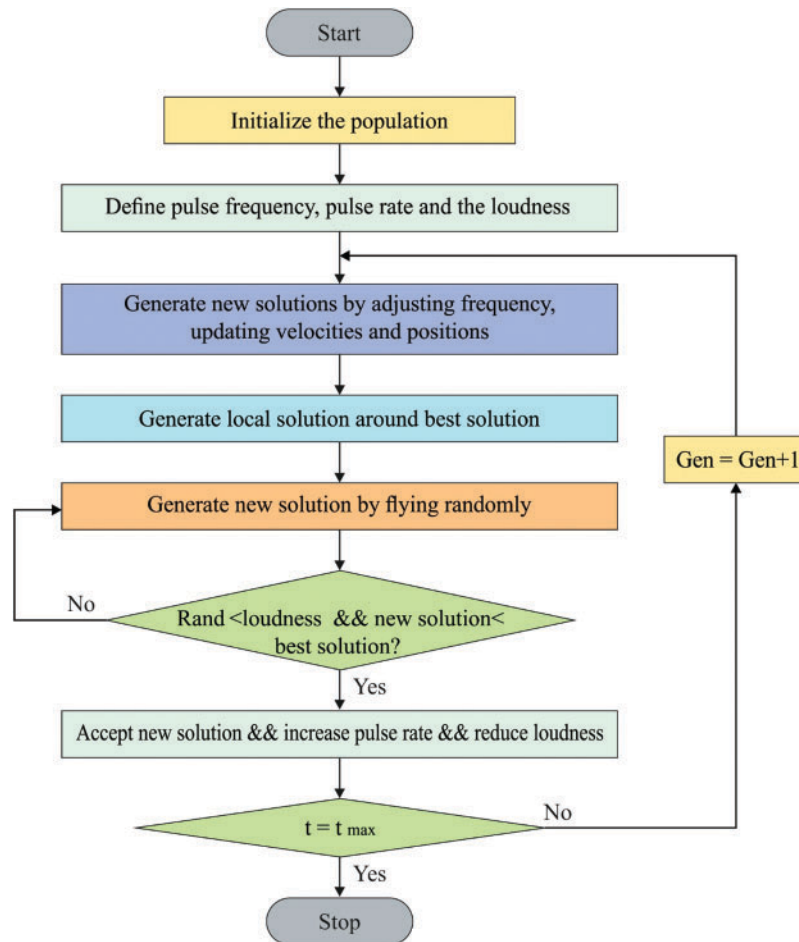 Start
Initialize the population
Define pulse frequency, pulse rate and the loudness
Generate new solutions by adjusting frequency,
updating velocities and positions
Generate local solution around best solution
Gen = Gen+1
Generate new solution by flying randomly
No
Rand <loudness && new solution<
best solution?
Yes
Accept new solution && increase pulse rate && reduce loudness
t = t max
No
Yes
Stop